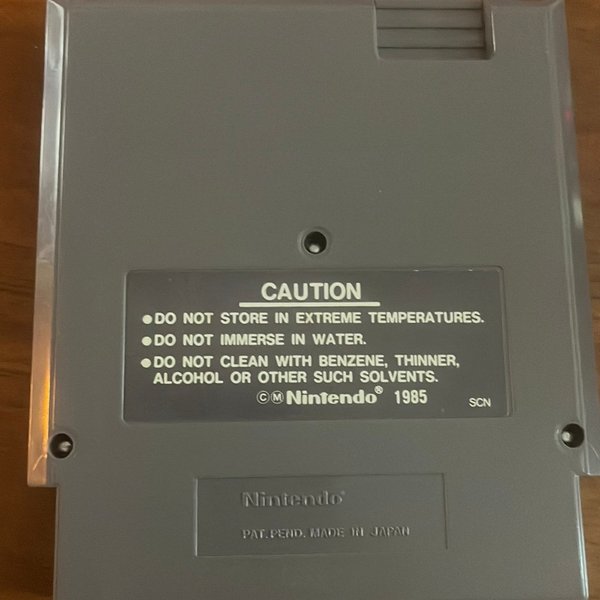 CAUTION
●DO NOT STORE IN EXTREME TEMPERATURES.
●DO NOT IMMERSE IN WATER.
●DO NOT CLEAN WITH BENZENE, THINNER,
ALCOHOL OR OTHER SUCH SOLVENTS.
©Ⓜ Nintendo® 1985 SCN
Nintendo®
PAT. PEND. MADE IN JAPAN